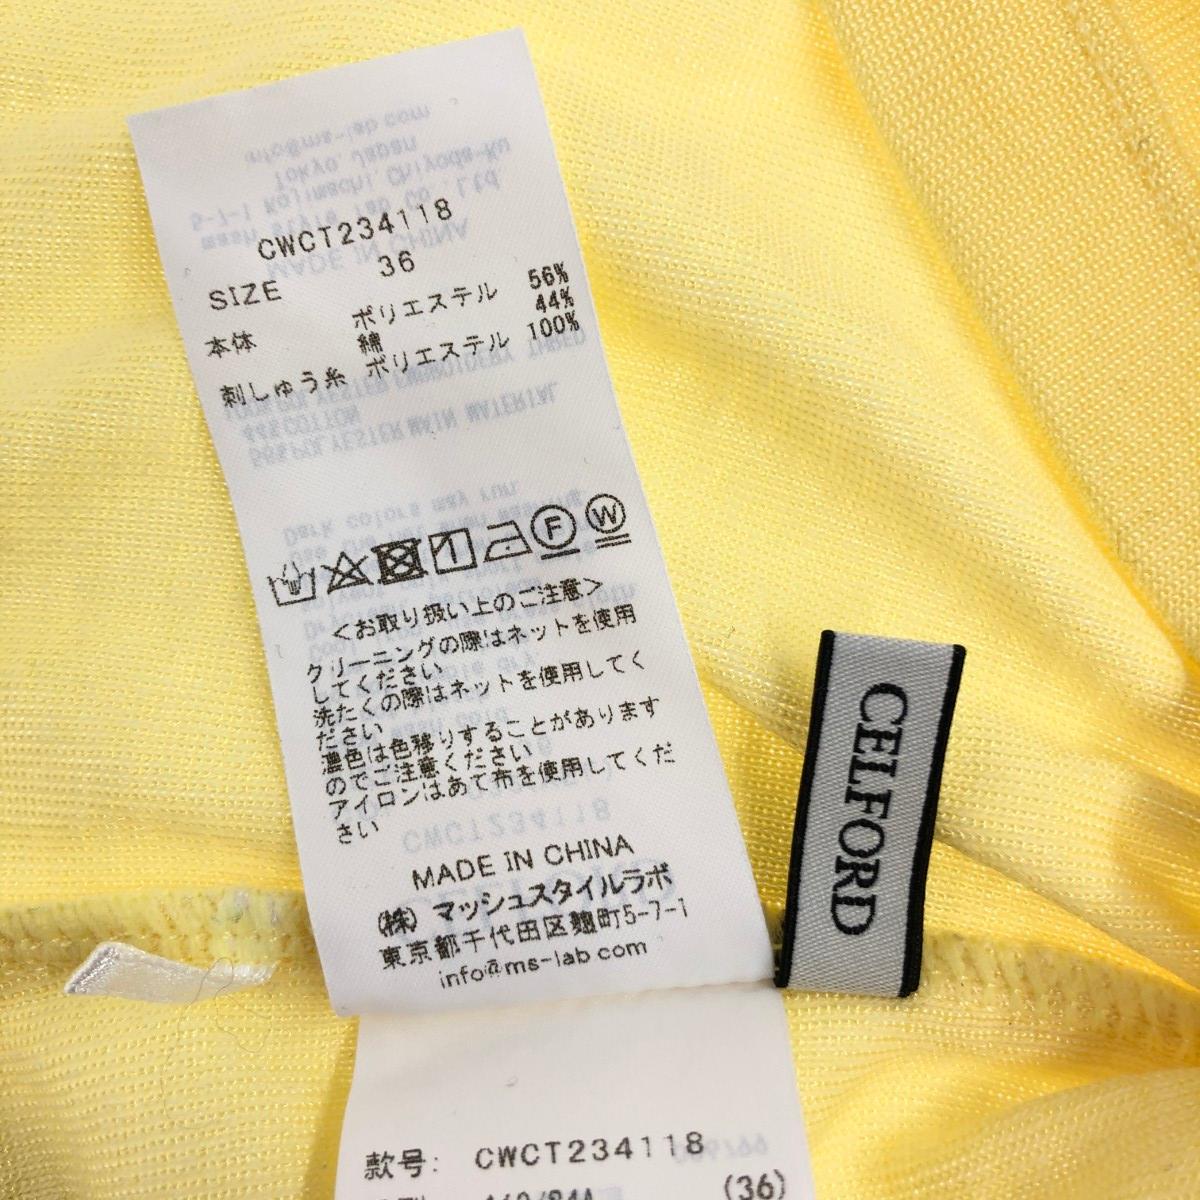 CWCT234118
SIZE 36
本体 ポリエステル 56%
綿 44%
刺しゅう糸 ポリエステル 100%
<お取り扱い上のご注意>
クリーニングの際はネットを使用
してください
洗たくの際はネットを使用してく
ださい
濃色は色移りすることがあります
のでご注意ください
アイロンはあて布を使用してくだ
さい
MADE IN CHINA
(株) マッシュスタイルラボ
東京都千代田区麹町5-7-1
info@ms-lab.com
CELFORD
款号: CWCT234118
(36)